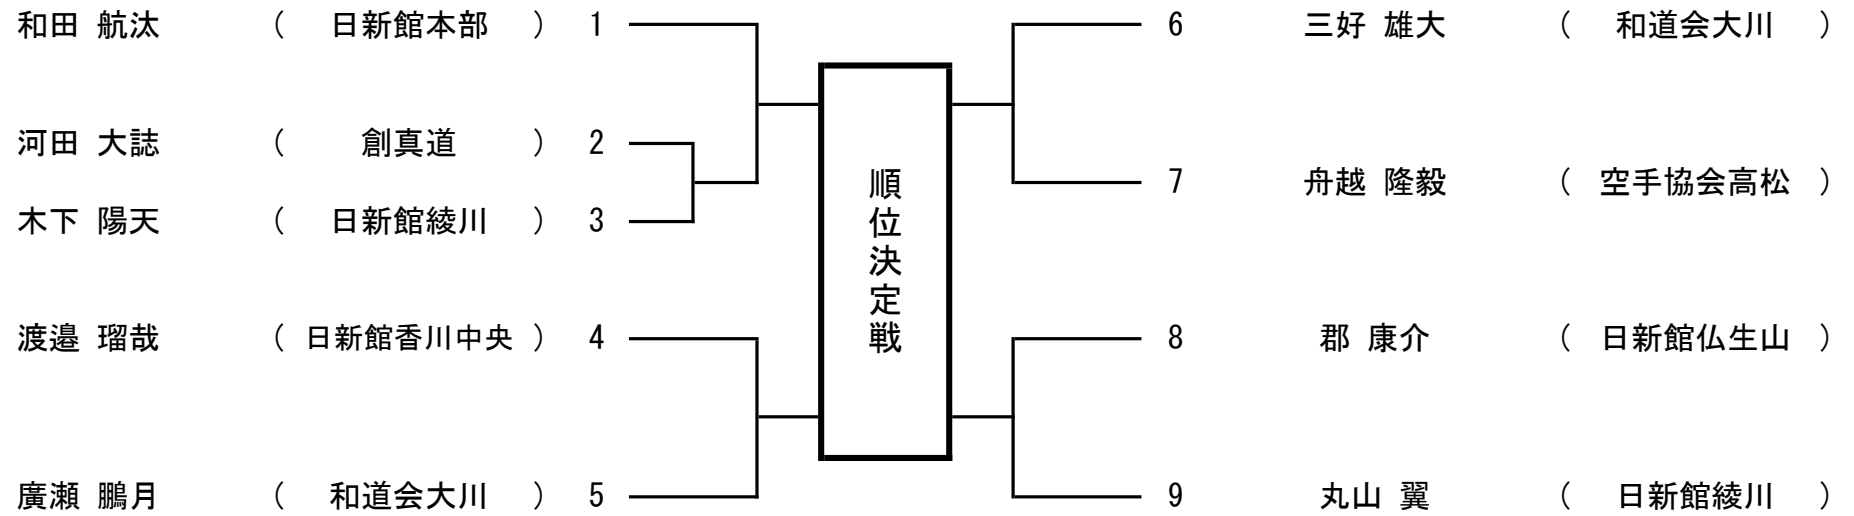 和田 航汰 （ 日新館本部 ） 1
河田 大誌 （ 創真道 ） 2
木下 陽天 （ 日新館綾川 ） 3
渡邉 瑠哉 （ 日新館香川中央 ） 4
廣瀬 鵬月 （ 和道会大川 ） 5
順位決定戦
6 三好 雄大 （ 和道会大川 ）
7 舟越 隆毅 （ 空手協会高松 ）
8 郡 康介 （ 日新館仏生山 ）
9 丸山 翼 （ 日新館綾川 ）